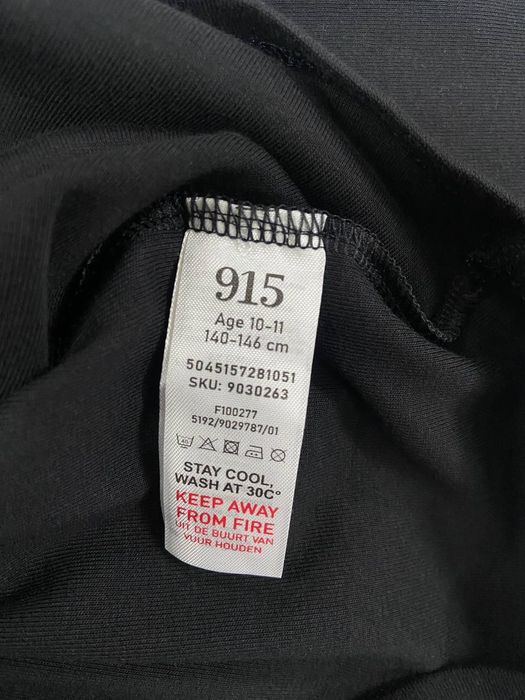 915
Age 10-11
140-146 cm
5045157281051
SKU: 9030263
F100277
5192/9029787/01
40
STAY COOL,
WASH AT 30C°
KEEP AWAY
FROM FIRE
UIT DE BUURT VAN
VUUR HOUDEN